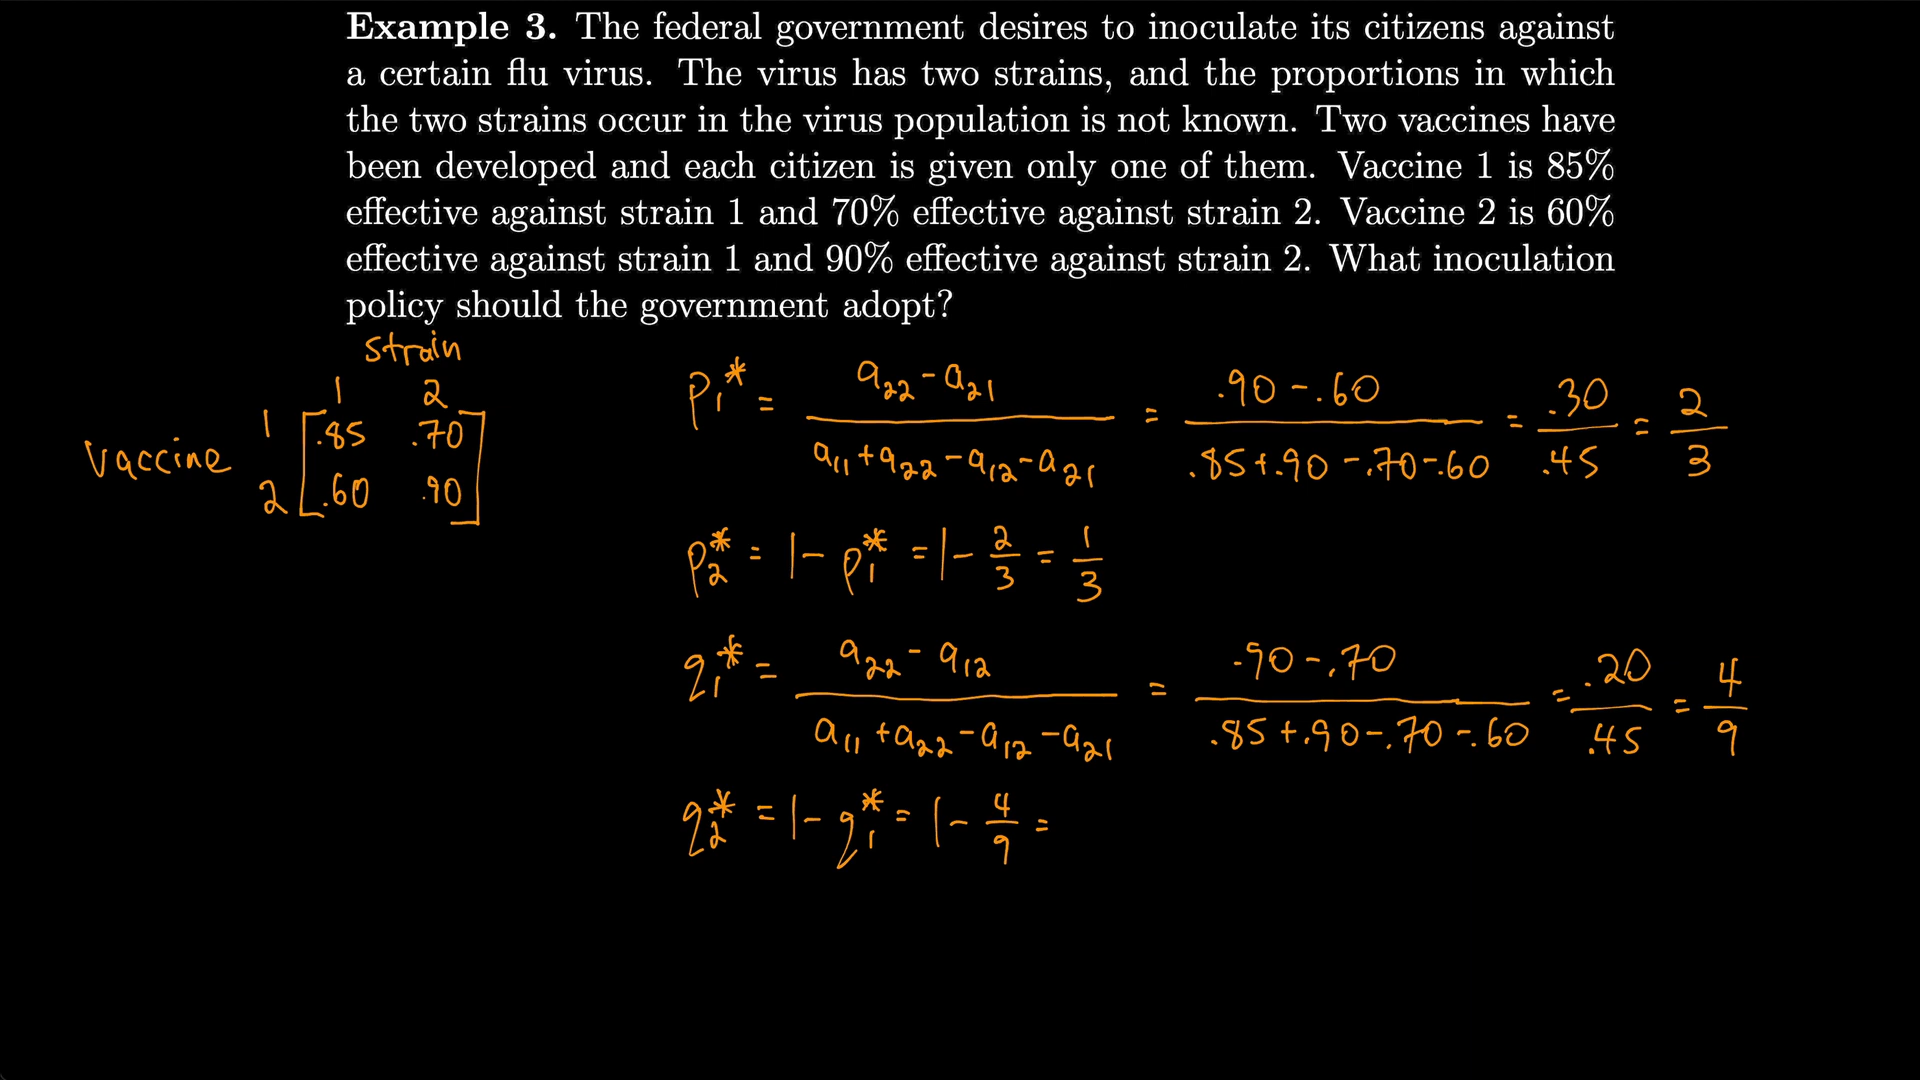 Example 3. The federal government desires to inoculate its citizens against
a certain flu virus. The virus has two strains, and the proportions in which
the two strains occur in the virus population is not known. Two vaccines have
been developed and each citizen is given only one of them. Vaccine 1 is 85%
effective against strain 1 and 70% effective against strain 2. Vaccine 2 is 60%
effective against strain 1 and 90% effective against strain 2. What inoculation
policy should the government adopt?
strain
1 2
vaccine 1 [.85 .70]
2 [.60 .90]
p₁* = (a₂₂ - a₂₁)/(a₁₁ + a₂₂ - a₁₂ - a₂₁) = (.90 - .60)/(.85 + .90 - .70 - .60) = .30/.45 = 2/3
p₂* = 1 - p₁* = 1 - 2/3 = 1/3
q₁* = (a₂₂ - a₁₂)/(a₁₁ + a₂₂ - a₁₂ - a₂₁) = (.90 - .70)/(.85 + .90 - .70 - .60) = .20/.45 = 4/9
q₂* = 1 - q₁* = 1 - 4/9 =